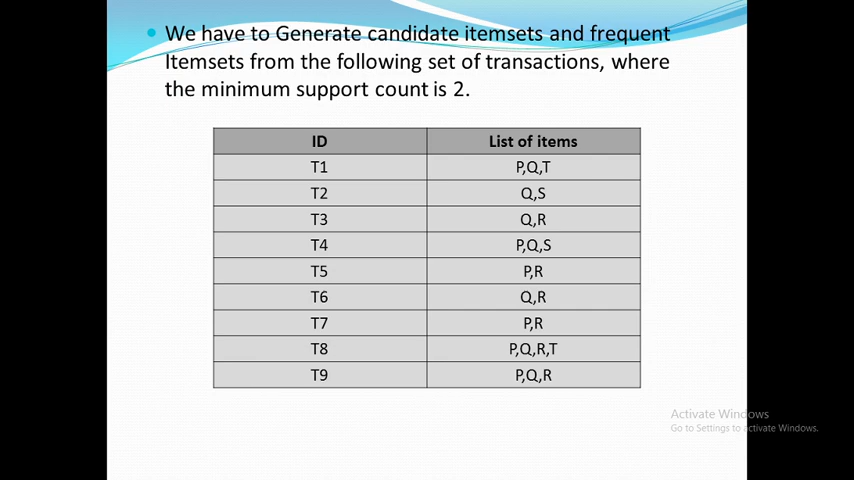 We have to Generate candidate itemsets and frequent
Itemsets from the following set of transactions, where
the minimum support count is 2.
ID List of items
T1 P,Q,T
T2 Q,S
T3 Q,R
T4 P,Q,S
T5 P,R
T6 Q,R
T7 P,R
T8 P,Q,R,T
T9 P,Q,R
Activate Windows
Go to Settings to activate Windows.